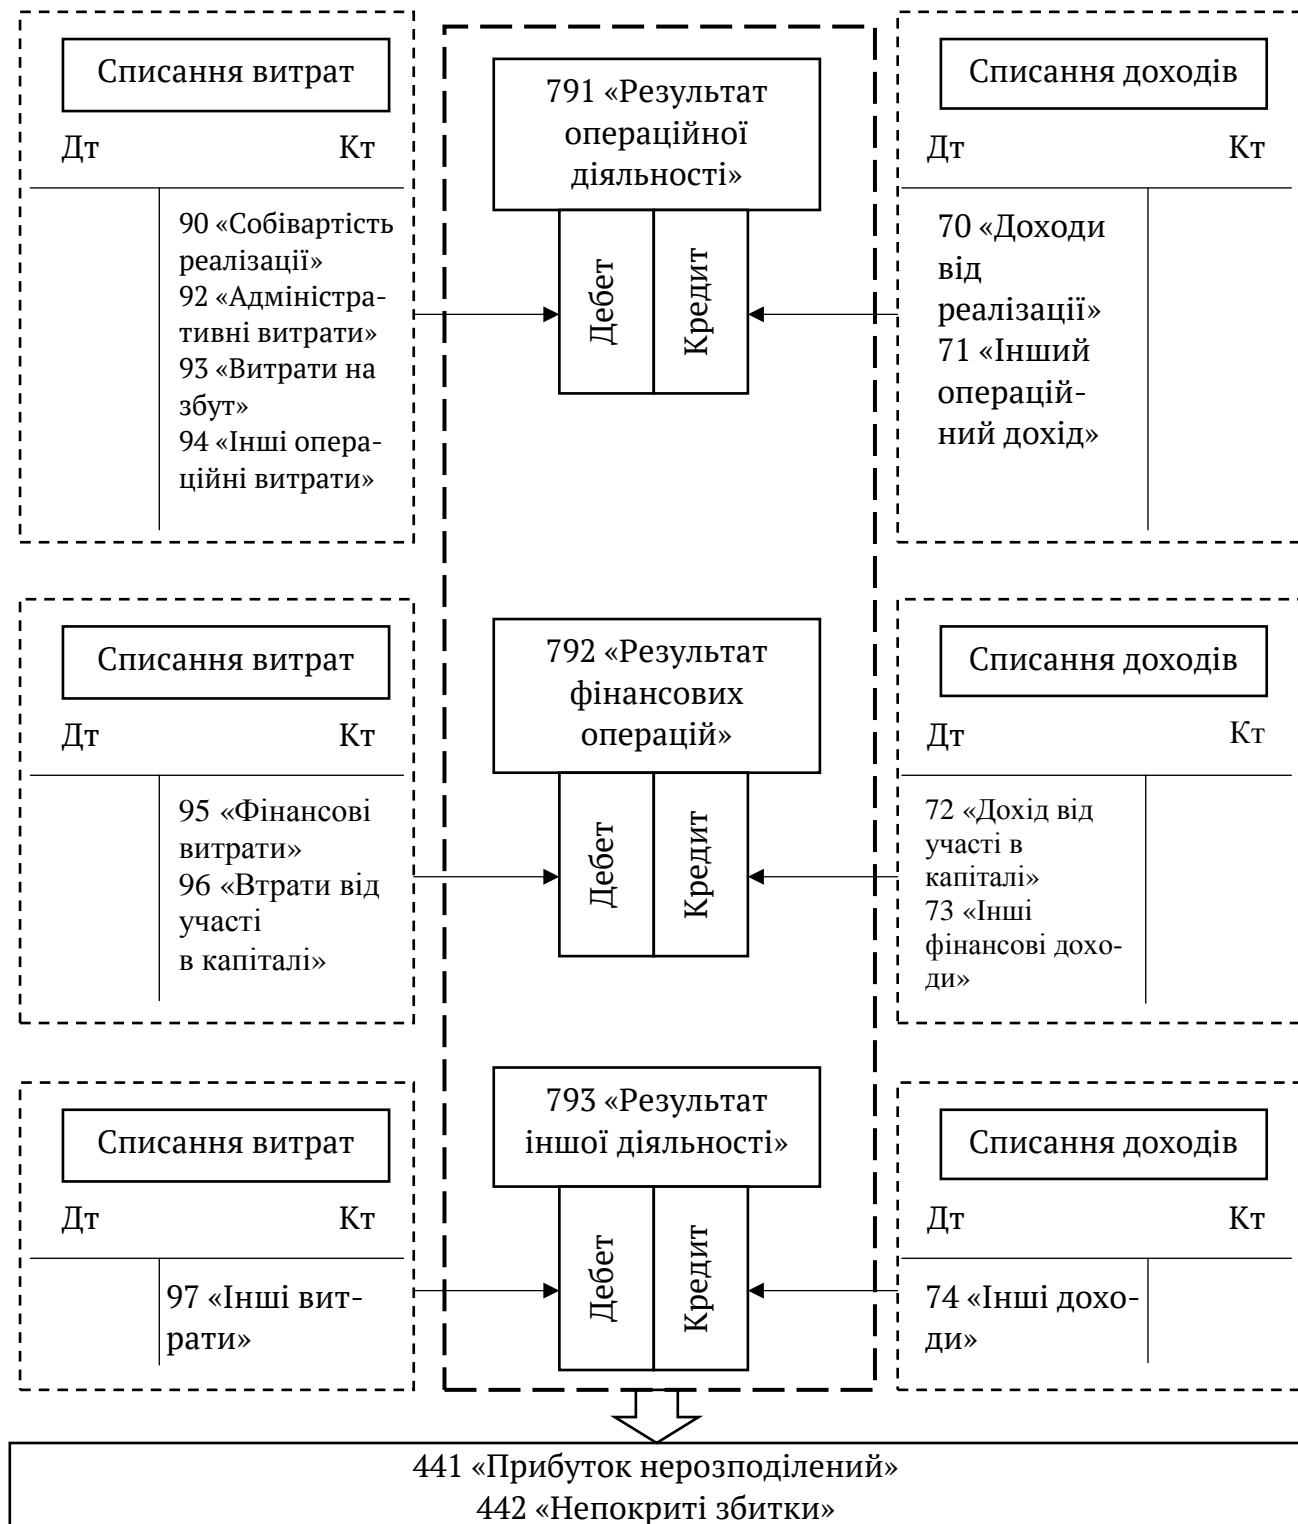 Списання витрат
Дт Кт
90 «Собівартість
реалізації»
92 «Адміністра-
тивні витрати»
93 «Витрати на
збут»
94 «Інші опера-
ційні витрати»
791 «Результат
операційної
діяльності»
Дебет
Кредит
Списання доходів
Дт Кт
70 «Доходи
від
реалізації»
71 «Інший
операцій-
ний дохід»
Списання витрат
Дт Кт
95 «Фінансові
витрати»
96 «Втрати від
участі
в капіталі»
792 «Результат
фінансових
операцій»
Дебет
Кредит
Списання доходів
Дт Кт
72 «Дохід від
участі в
капіталі»
73 «Інші
фінансові дохо-
ди»
Списання витрат
Дт Кт
97 «Інші вит-
рати»
793 «Результат
іншої діяльності»
Дебет
Кредит
Списання доходів
Дт Кт
74 «Інші дохо-
ди»
441 «Прибуток нерозподілений»
442 «Непокриті збитки»